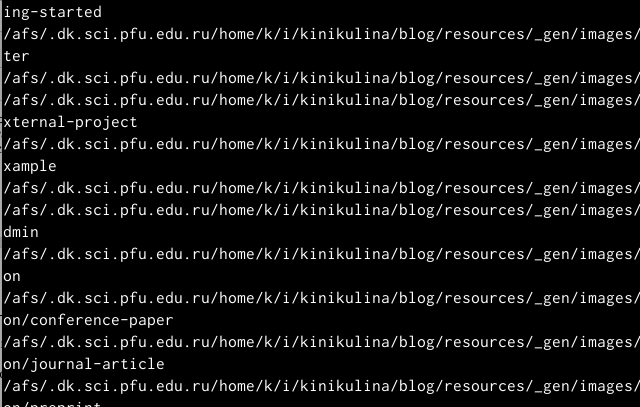 ing-started
/afs/.dk.sci.pfu.edu.ru/home/k/i/kinikulina/blog/resources/_gen/images/
ter
/afs/.dk.sci.pfu.edu.ru/home/k/i/kinikulina/blog/resources/_gen/images/
/afs/.dk.sci.pfu.edu.ru/home/k/i/kinikulina/blog/resources/_gen/images/
xternal-project
/afs/.dk.sci.pfu.edu.ru/home/k/i/kinikulina/blog/resources/_gen/images/
xample
/afs/.dk.sci.pfu.edu.ru/home/k/i/kinikulina/blog/resources/_gen/images/
/afs/.dk.sci.pfu.edu.ru/home/k/i/kinikulina/blog/resources/_gen/images/
dmin
/afs/.dk.sci.pfu.edu.ru/home/k/i/kinikulina/blog/resources/_gen/images/
on
/afs/.dk.sci.pfu.edu.ru/home/k/i/kinikulina/blog/resources/_gen/images/
on/conference-paper
/afs/.dk.sci.pfu.edu.ru/home/k/i/kinikulina/blog/resources/_gen/images/
on/journal-article
/afs/.dk.sci.pfu.edu.ru/home/k/i/kinikulina/blog/resources/_gen/images/
on/preprint